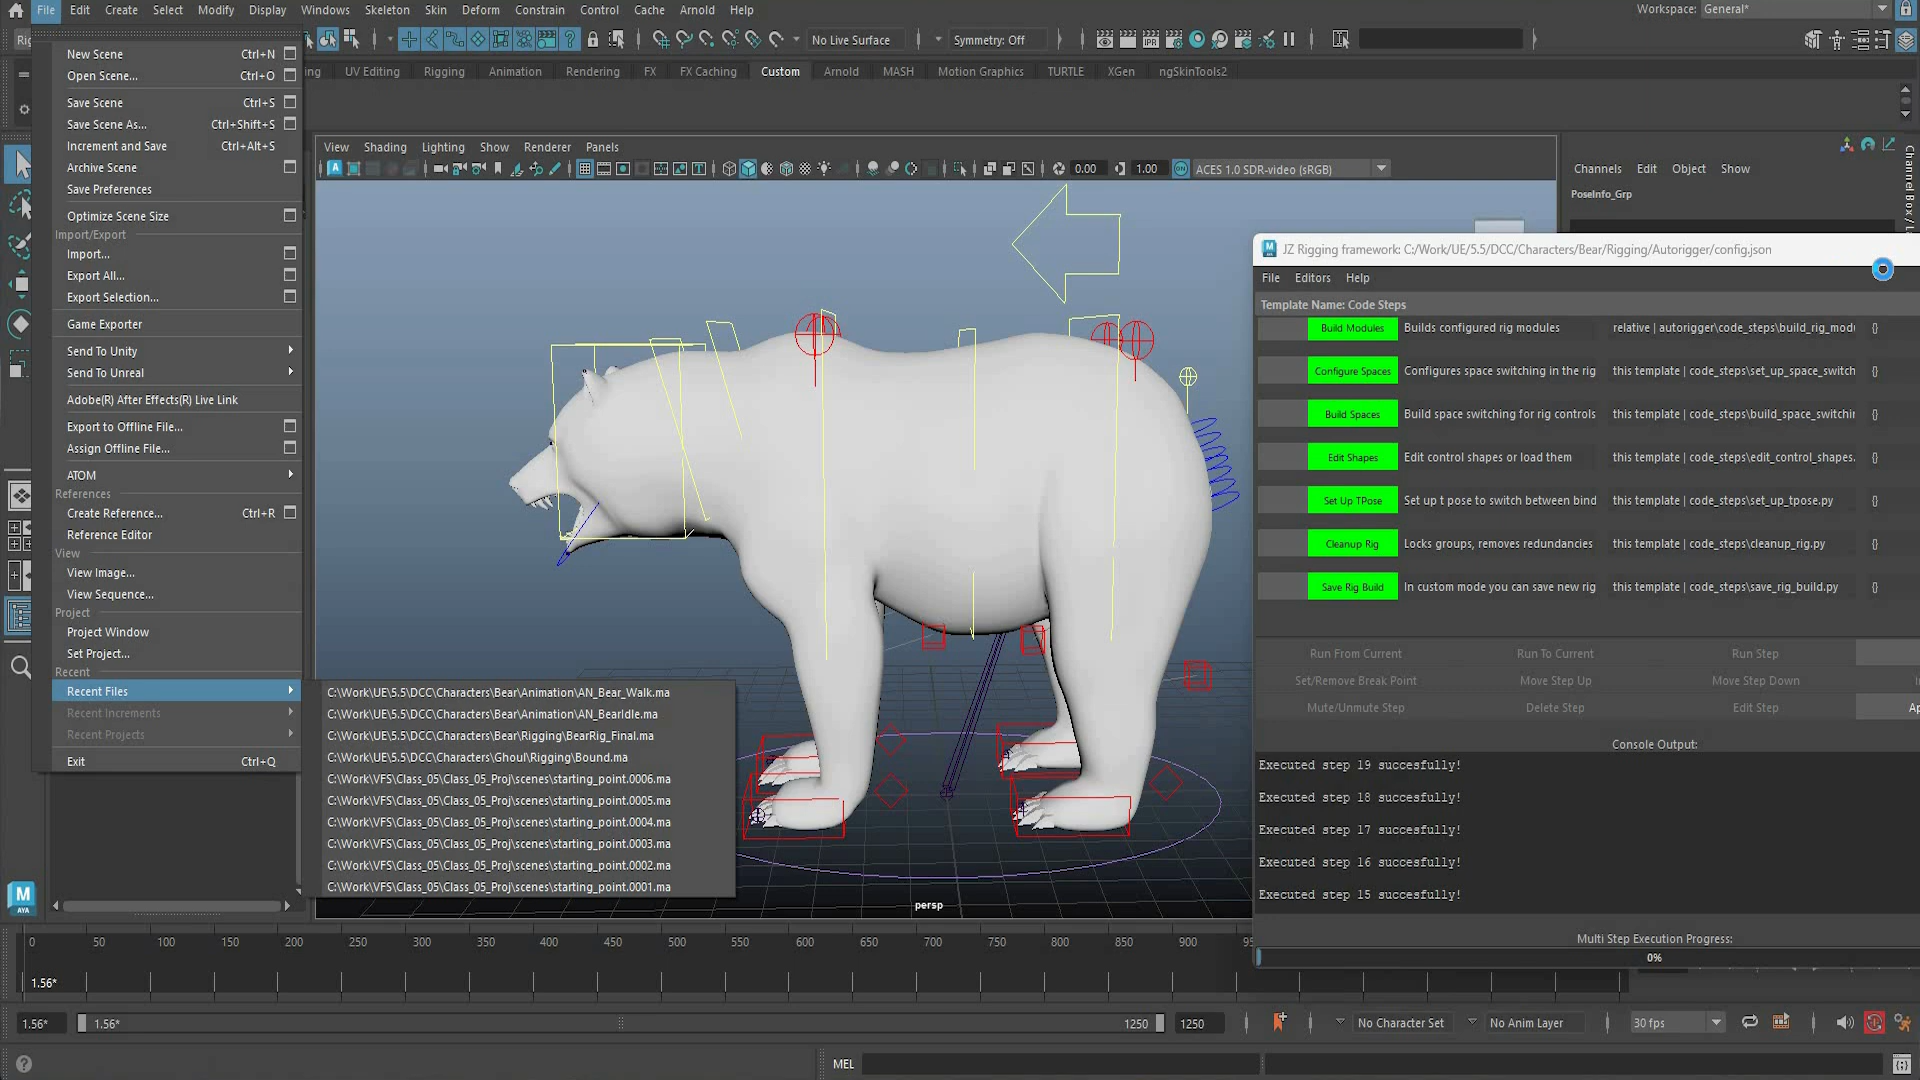 File Edit Create Select Modify Display Windows Skeleton Skin Deform Constrain Control Cache Arnold Help
Workspace: General*
No Live Surface
Symmetry: Off
UV Editing Rigging Animation Rendering FX FX Caching Custom Arnold MASH Motion Graphics TURTLE XGen ngSkinTools2
New Scene Ctrl+N
Open Scene... Ctrl+O
Save Scene Ctrl+S
Save Scene As... Ctrl+Shift+S
Increment and Save Ctrl+Alt+S
Archive Scene
Save Preferences
Optimize Scene Size
Import/Export
Import...
Export All...
Export Selection...
Game Exporter
Send To Unity
Send To Unreal
Adobe(R) After Effects(R) Live Link
Export to Offline File...
Assign Offline File...
ATOM
References
Create Reference... Ctrl+R
Reference Editor
View
View Image...
View Sequence...
Project
Project Window
Set Project...
Recent
Recent Files
Recent Increments
Recent Projects
Exit Ctrl+Q
C:\Work\UE\5.5\DCC\Characters\Bear\Animation\AN_Bear_Walk.ma
C:\Work\UE\5.5\DCC\Characters\Bear\Animation\AN_BearIdle.ma
C:\Work\UE\5.5\DCC\Characters\Bear\Rigging\BearRig_Final.ma
C:\Work\UE\5.5\DCC\Characters\Ghoul\Rigging\Bound.ma
C:\Work\VFS\Class_05\Class_05_Proj\scenes\starting_point.0006.ma
C:\Work\VFS\Class_05\Class_05_Proj\scenes\starting_point.0005.ma
C:\Work\VFS\Class_05\Class_05_Proj\scenes\starting_point.0004.ma
C:\Work\VFS\Class_05\Class_05_Proj\scenes\starting_point.0003.ma
C:\Work\VFS\Class_05\Class_05_Proj\scenes\starting_point.0002.ma
C:\Work\VFS\Class_05\Class_05_Proj\scenes\starting_point.0001.ma
View Shading Lighting Show Renderer Panels
0.00 1.00 ACES 1.0 SDR-video (sRGB)
persp
Channels Edit Object Show
PoseInfo_Grp
Channel Box / L
JZ Rigging framework: C:/Work/UE/5.5/DCC/Characters/Bear/Rigging/Autorigger/config.json
File Editors Help
Template Name: Code Steps
Build Modules Builds configured rig modules relative | autorigger\code_steps\build_rig_modu {}
Configure Spaces Configures space switching in the rig this template | code_steps\set_up_space_switch {}
Build Spaces Build space switching for rig controls this template | code_steps\build_space_switchin {}
Edit Shapes Edit control shapes or load them this template | code_steps\edit_control_shapes. {}
Set Up TPose Set up t pose to switch between bind this template | code_steps\set_up_tpose.py {}
Cleanup Rig Locks groups, removes redundancies this template | code_steps\cleanup_rig.py {}
Save Rig Build In custom mode you can save new rig this template | code_steps\save_rig_build.py {}
Run From Current Run To Current Run Step
Set/Remove Break Point Move Step Up Move Step Down
Mute/Unmute Step Delete Step Edit Step Ap
Console Output:
Executed step 19 succesfully!
Executed step 18 succesfully!
Executed step 17 succesfully!
Executed step 16 succesfully!
Executed step 15 succesfully!
Multi Step Execution Progress:
0%
0 50 100 150 200 250 300 350 400 450 500 550 600 650 700 750 800 850 900
1.56*
1.56* 1.56* 1250 1250 No Character Set No Anim Layer 30 fps
MEL